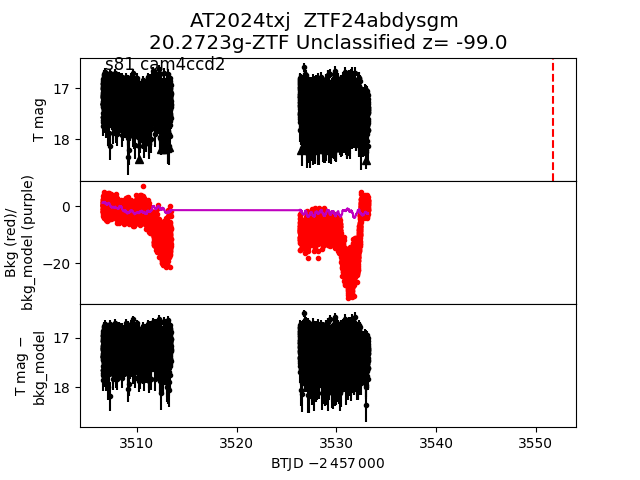 AT2024txj  ZTF24abdysgm
20.2723g-ZTF Unclassified z= -99.0
s81 cam4ccd2
17
18
T mag
0
−20
Bkg (red)/
bkg_model (purple)
17
18
T mag −
bkg_model
3510 3520 3530 3540 3550
BTJD −2 457 000